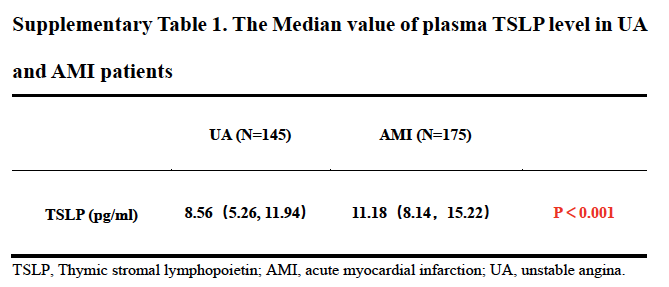 Supplementary Table 1. The Median value of plasma TSLP level in UA
and AMI patients
UA (N=145) AMI (N=175)
TSLP (pg/ml) 8.56（5.26, 11.94） 11.18（8.14，15.22） P＜0.001
TSLP, Thymic stromal lymphopoietin; AMI, acute myocardial infarction; UA, unstable angina.